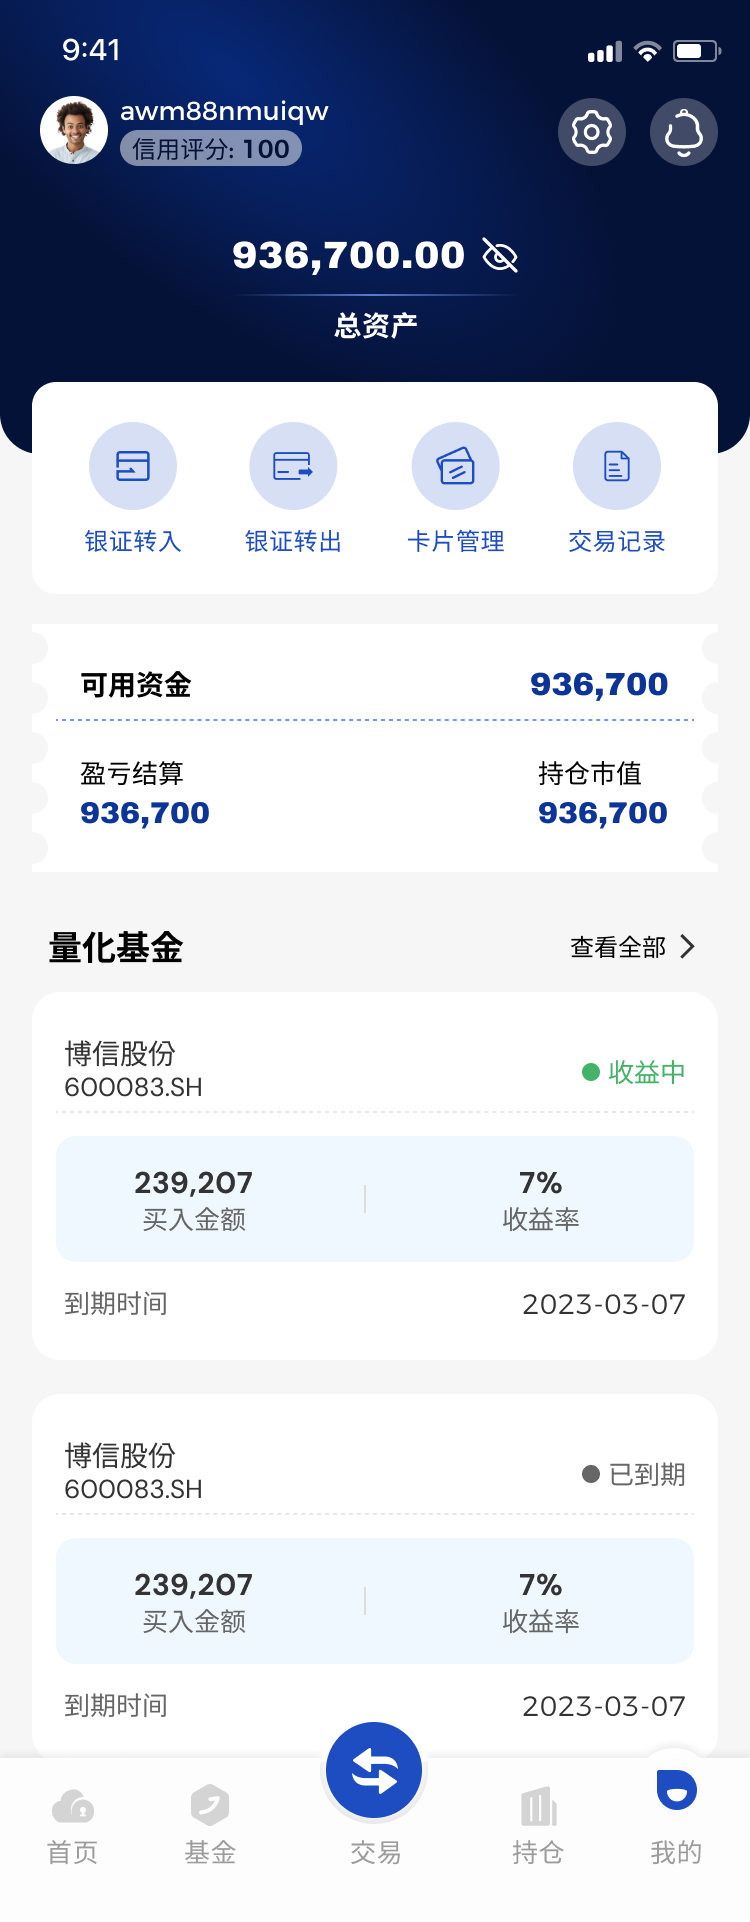 9:41
awm88nmuiqw
信用评分: 100
936,700.00
总资产
银证转入 银证转出 卡片管理 交易记录
可用资金 936,700
盈亏结算 持仓市值
936,700 936,700
量化基金 查看全部
博信股份
600083.SH
收益中
239,207 7%
买入金额 收益率
到期时间 2023-03-07
博信股份
600083.SH
已到期
239,207 7%
买入金额 收益率
到期时间 2023-03-07
首页 基金 交易 持仓 我的